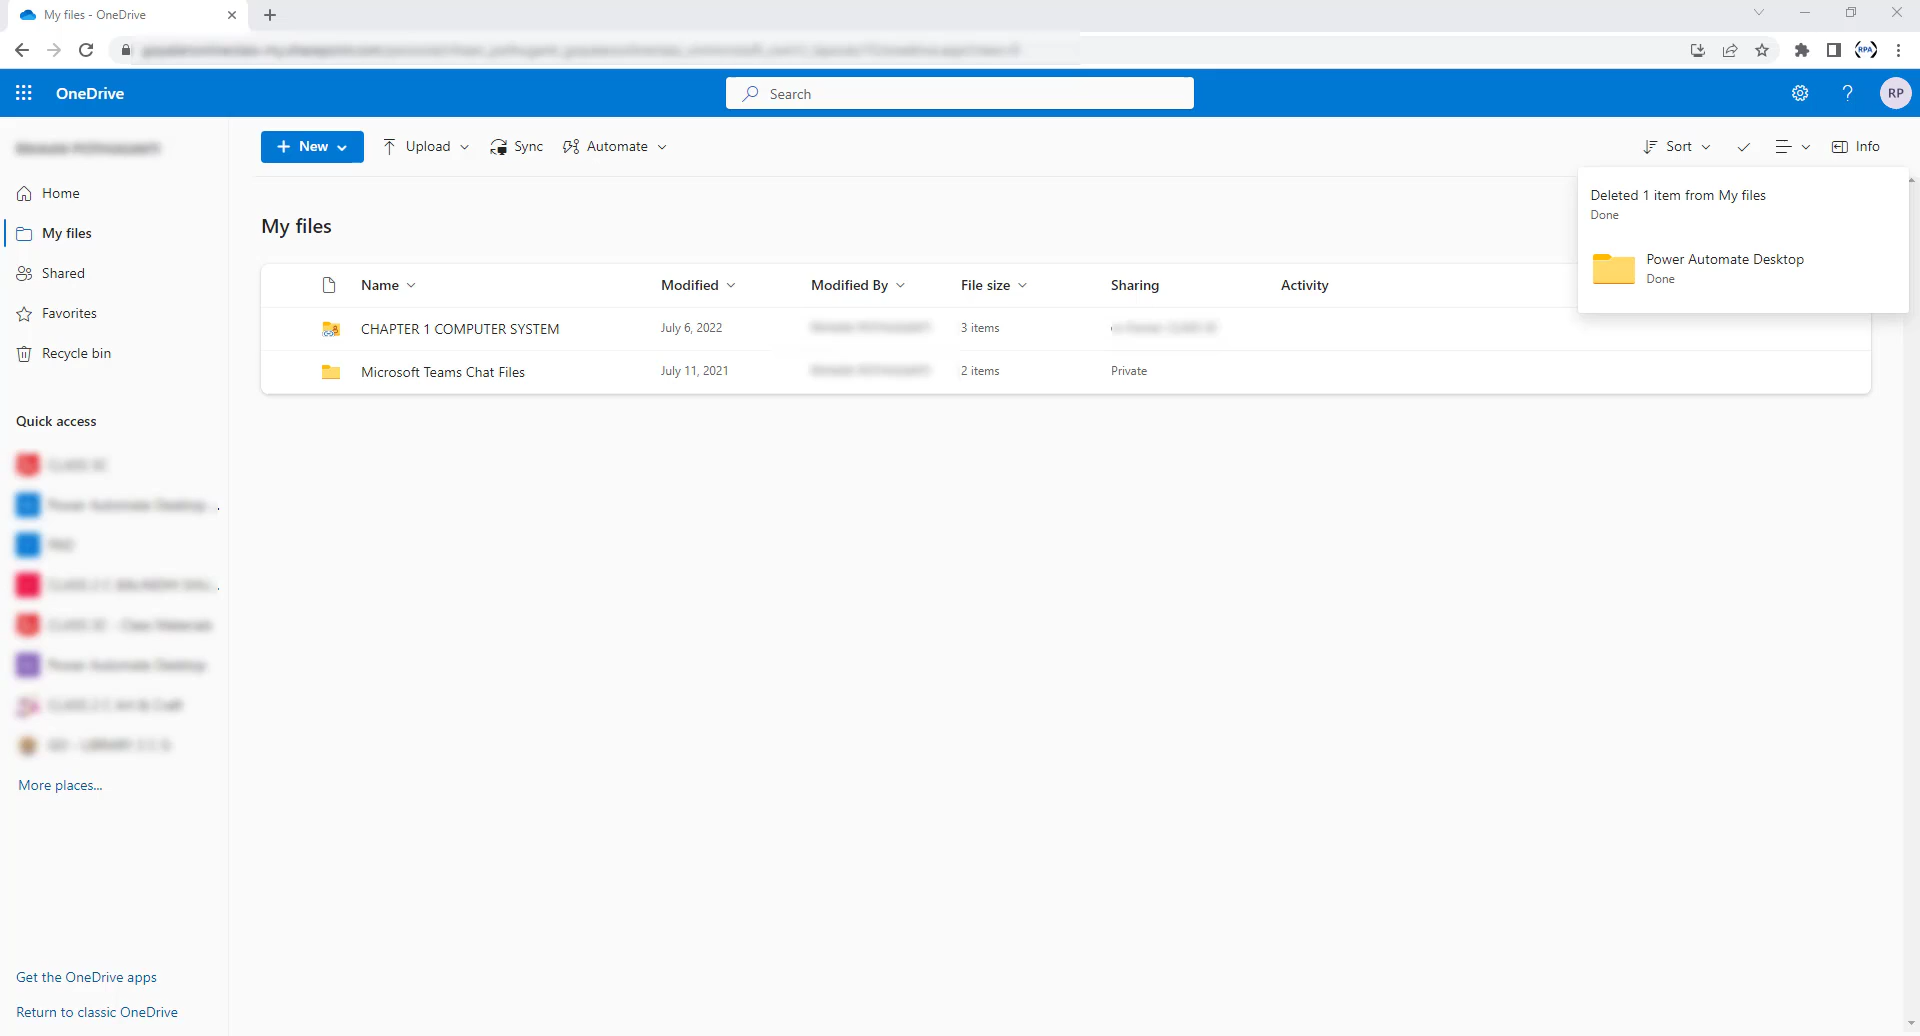 My files - OneDrive
RPA
OneDrive
Search
RP
New
Upload
Sync
Automate
Sort
Info
Home
My files
Shared
Favorites
Recycle bin
Quick access
More places...
Get the OneDrive apps
Return to classic OneDrive
My files
Name Modified Modified By File size Sharing Activity
CHAPTER 1 COMPUTER SYSTEM July 6, 2022 3 items
Microsoft Teams Chat Files July 11, 2021 2 items Private
Deleted 1 item from My files
Done
Power Automate Desktop
Done